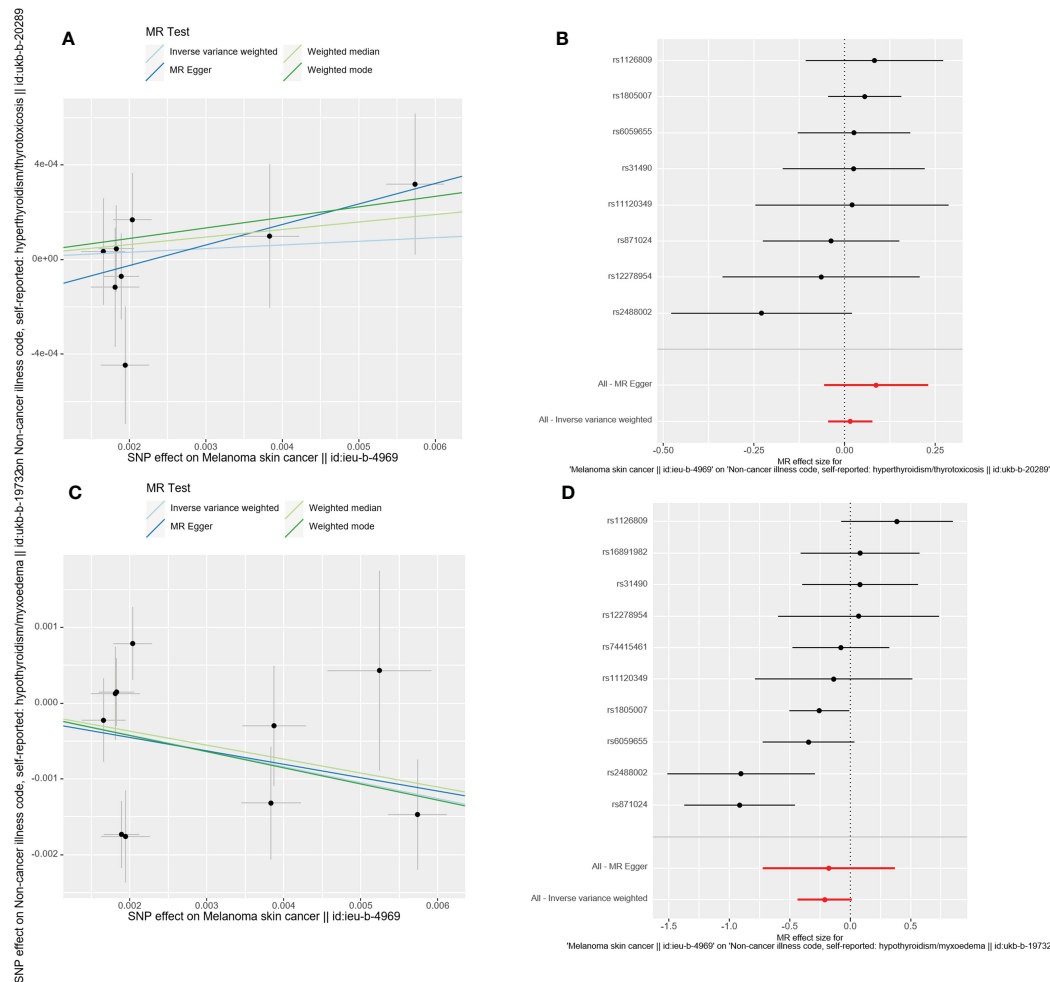 SNP effect on Non-cancer illness code, self-reported: hypothyroidism/myxoedema || id:ukb-b-19732on Non-cancer illness code, self-reported: hyperthyroidism/thyrotoxicosis || id:ukb-b-20289
A
MR Test
Inverse variance weighted
Weighted median
MR Egger
Weighted mode
4e-04
0e+00
-4e-04
0.002
0.003
0.004
0.005
0.006
SNP effect on Melanoma skin cancer || id:ieu-b-4969
B
rs1126809
rs1805007
rs6059655
rs31490
rs11120349
rs871024
rs12278954
rs2488002
All - MR Egger
All - Inverse variance weighted
-0.50
-0.25
0.00
0.25
MR effect size for
'Melanoma skin cancer || id:ieu-b-4969' on 'Non-cancer illness code, self-reported: hyperthyroidism/thyrotoxicosis || id:ukb-b-20289'
C
MR Test
Inverse variance weighted
Weighted median
MR Egger
Weighted mode
0.001
0.000
-0.001
-0.002
0.002
0.003
0.004
0.005
0.006
SNP effect on Melanoma skin cancer || id:ieu-b-4969
D
rs1126809
rs16891982
rs31490
rs12278954
rs74415461
rs11120349
rs1805007
rs6059655
rs2488002
rs871024
All - MR Egger
All - Inverse variance weighted
-1.5
-1.0
-0.5
0.0
0.5
MR effect size for
'Melanoma skin cancer || id:ieu-b-4969' on 'Non-cancer illness code, self-reported: hypothyroidism/myxoedema || id:ukb-b-19732